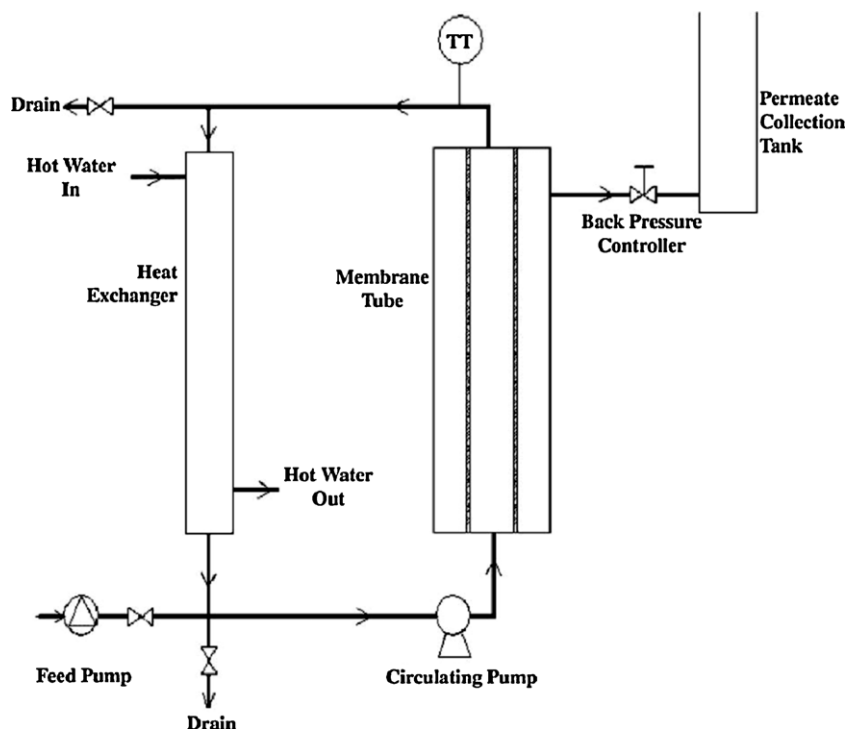 TT
Drain
Permeate
Collection
Tank
Hot Water
In
Back Pressure
Controller
Heat
Exchanger
Membrane
Tube
Hot Water
Out
Feed Pump
Circulating Pump
Drain